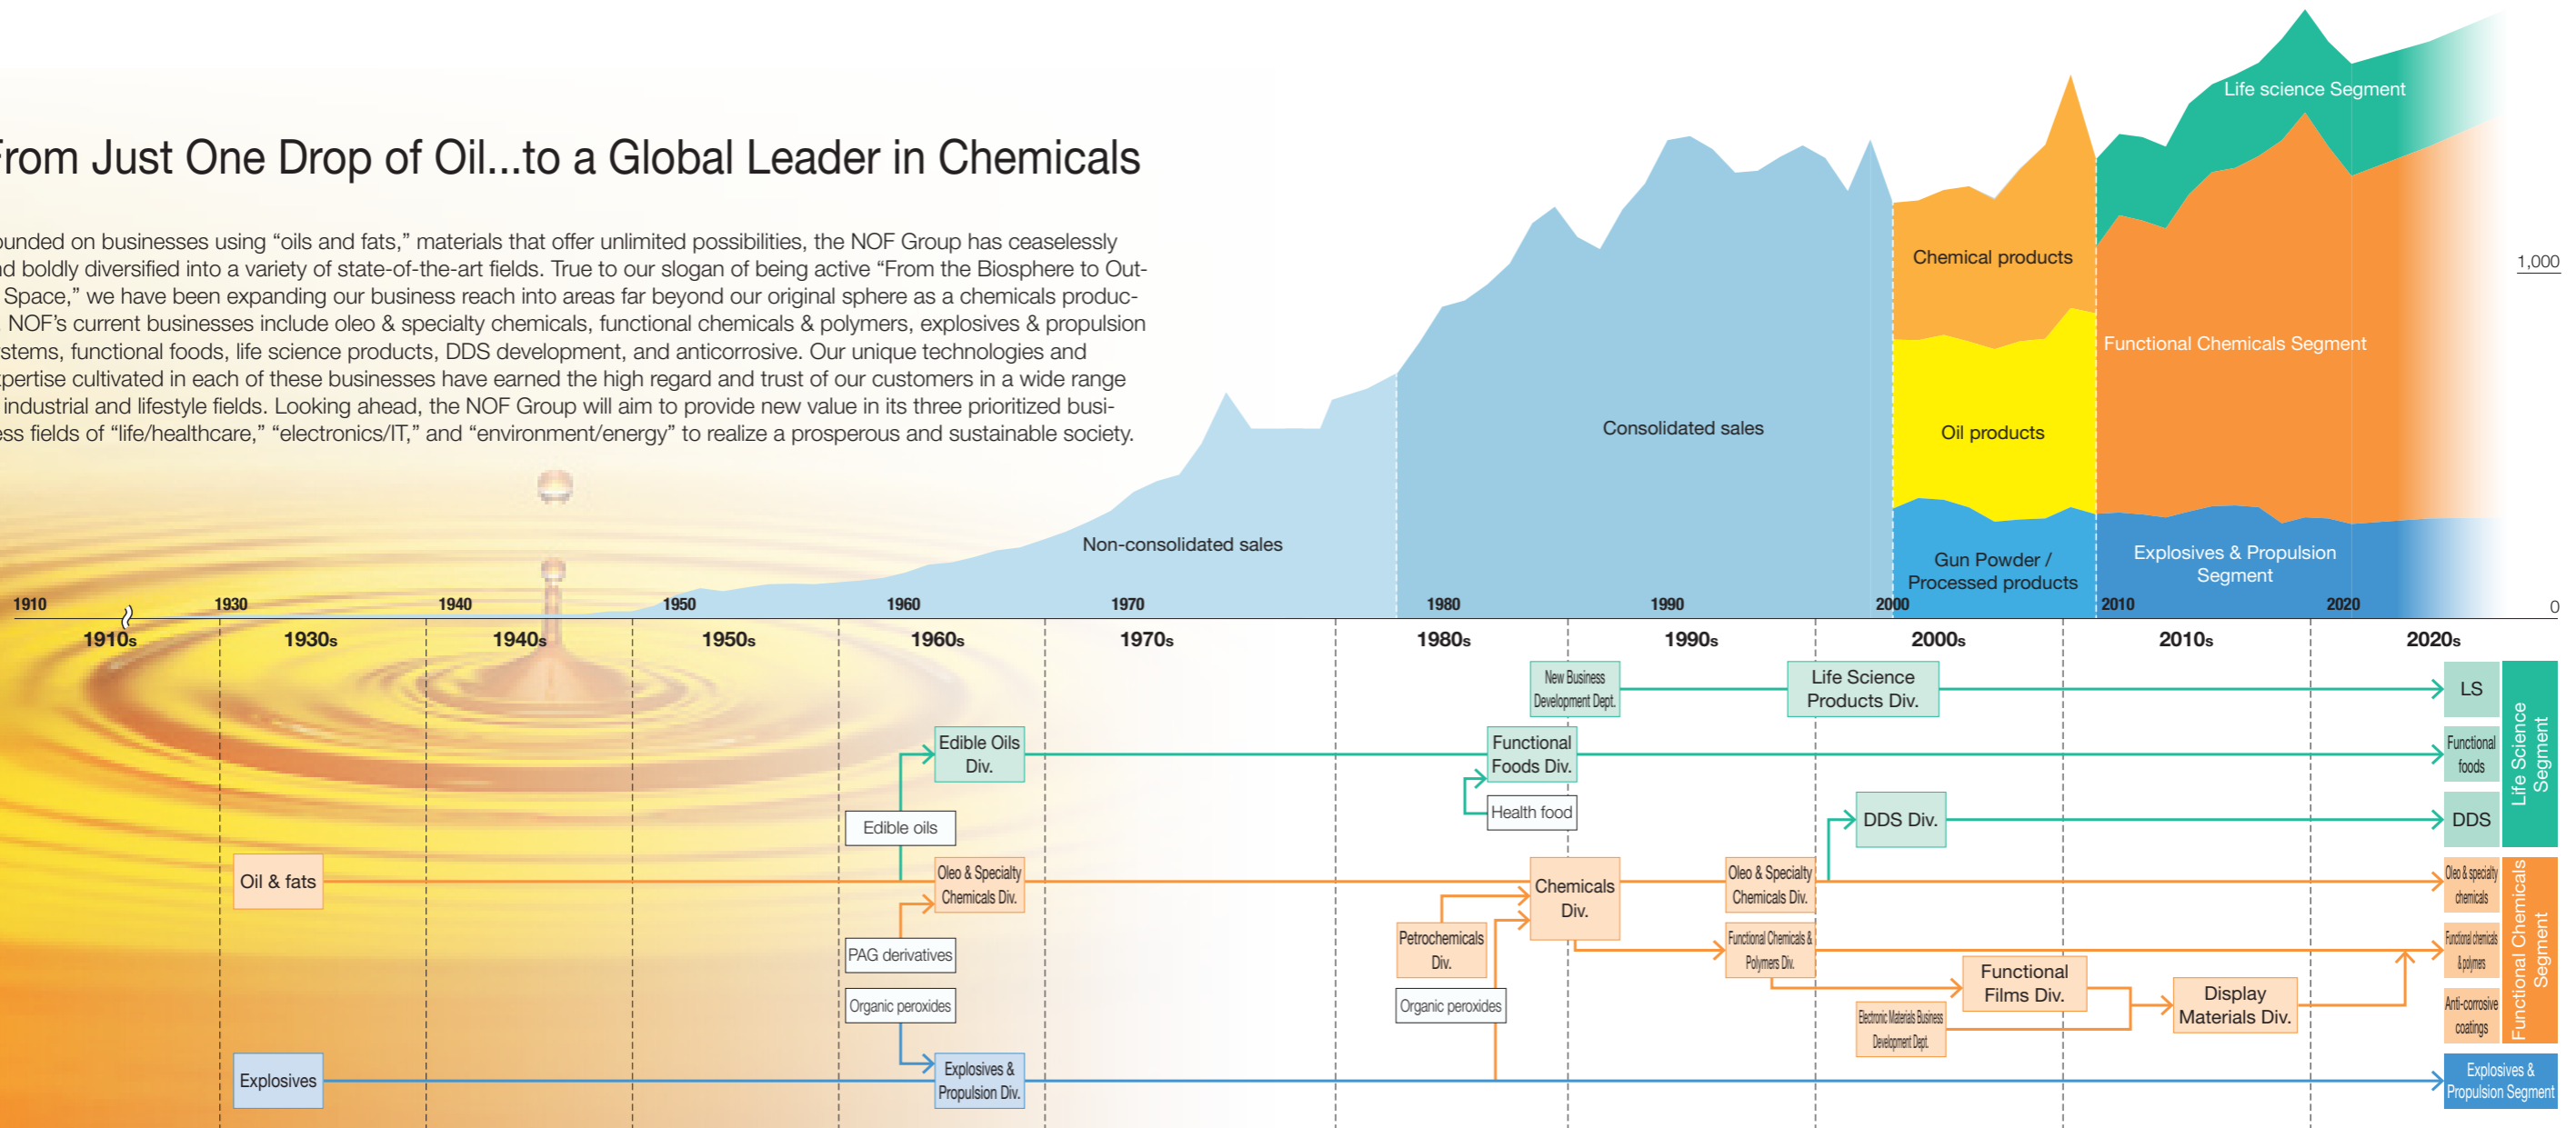 From Just One Drop of Oil...to a Global Leader in Chemicals
ounded on businesses using “oils and fats,” materials that offer unlimited possibilities, the NOF Group has ceaselessly
nd boldly diversified into a variety of state-of-the-art fields. True to our slogan of being active “From the Biosphere to Out-
Space,” we have been expanding our business reach into areas far beyond our original sphere as a chemicals produc-
. NOF’s current businesses include oleo & specialty chemicals, functional chemicals & polymers, explosives & propulsion
stems, functional foods, life science products, DDS development, and anticorrosive. Our unique technologies and
xpertise cultivated in each of these businesses have earned the high regard and trust of our customers in a wide range
industrial and lifestyle fields. Looking ahead, the NOF Group will aim to provide new value in its three prioritized busi-
ess fields of “life/healthcare,” “electronics/IT,” and “environment/energy” to realize a prosperous and sustainable society.
Life science Segment
Chemical products
1,000
Functional Chemicals Segment
Consolidated sales
Oil products
Non-consolidated sales
Gun Powder /
Processed products
Explosives & Propulsion
Segment
0
1910 1930 1940 1950 1960 1970 1980 1990 2000 2010 2020
1910s 1930s 1940s 1950s 1960s 1970s 1980s 1990s 2000s 2010s 2020s
New Business
Development Dept.
Life Science
Products Div.
LS
Edible Oils
Div.
Functional
Foods Div.
Functional
foods
Life Science
Segment
Edible oils
Health food
DDS Div.
DDS
Oil & fats
Oleo & Specialty
Chemicals Div.
Chemicals
Div.
Oleo & Specialty
Chemicals Div.
Oleo & specialty
chemicals
PAG derivatives
Petrochemicals
Div.
Functional Chemicals &
Polymers Div.
Functional chemicals
& polymers
Functional Chemicals
Segment
Organic peroxides
Organic peroxides
Functional
Films Div.
Electronic Materials Business
Development Dept.
Display
Materials Div.
Anti-corrosive
coatings
Explosives
Explosives &
Propulsion Div.
Explosives &
Propulsion Segment